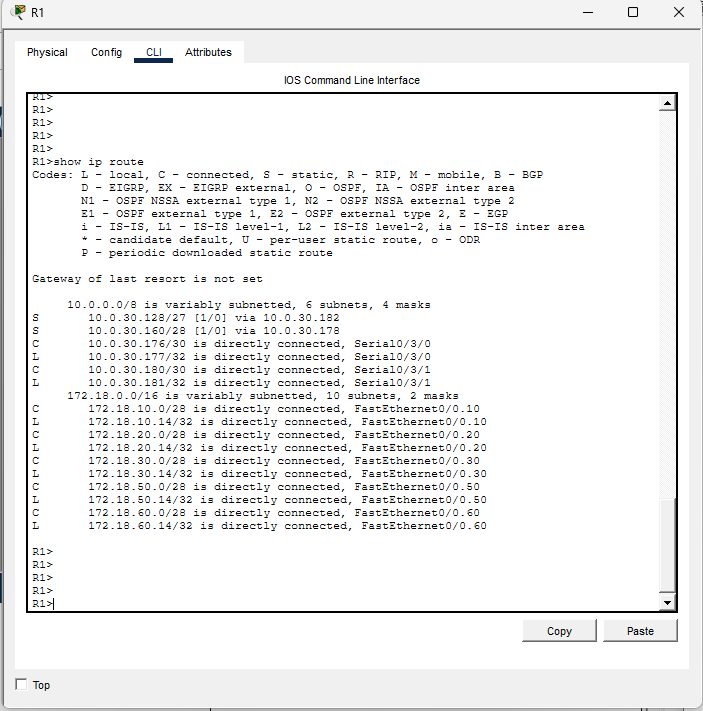 R1
Physical Config CLI Attributes
IOS Command Line Interface
R1>
R1>
R1>
R1>
R1>
R1>show ip route
Codes: L - local, C - connected, S - static, R - RIP, M - mobile, B - BGP
D - EIGRP, EX - EIGRP external, O - OSPF, IA - OSPF inter area
N1 - OSPF NSSA external type 1, N2 - OSPF NSSA external type 2
E1 - OSPF external type 1, E2 - OSPF external type 2, E - EGP
i - IS-IS, L1 - IS-IS level-1, L2 - IS-IS level-2, ia - IS-IS inter area
* - candidate default, U - per-user static route, o - ODR
P - periodic downloaded static route
Gateway of last resort is not set
10.0.0.0/8 is variably subnetted, 6 subnets, 4 masks
S 10.0.30.128/27 [1/0] via 10.0.30.182
S 10.0.30.160/28 [1/0] via 10.0.30.178
C 10.0.30.176/30 is directly connected, Serial0/3/0
L 10.0.30.177/32 is directly connected, Serial0/3/0
C 10.0.30.180/30 is directly connected, Serial0/3/1
L 10.0.30.181/32 is directly connected, Serial0/3/1
172.18.0.0/16 is variably subnetted, 10 subnets, 2 masks
C 172.18.10.0/28 is directly connected, FastEthernet0/0.10
L 172.18.10.14/32 is directly connected, FastEthernet0/0.10
C 172.18.20.0/28 is directly connected, FastEthernet0/0.20
L 172.18.20.14/32 is directly connected, FastEthernet0/0.20
C 172.18.30.0/28 is directly connected, FastEthernet0/0.30
L 172.18.30.14/32 is directly connected, FastEthernet0/0.30
C 172.18.50.0/28 is directly connected, FastEthernet0/0.50
L 172.18.50.14/32 is directly connected, FastEthernet0/0.50
C 172.18.60.0/28 is directly connected, FastEthernet0/0.60
L 172.18.60.14/32 is directly connected, FastEthernet0/0.60
R1>
R1>
R1>
R1>
R1>
Copy Paste
Top